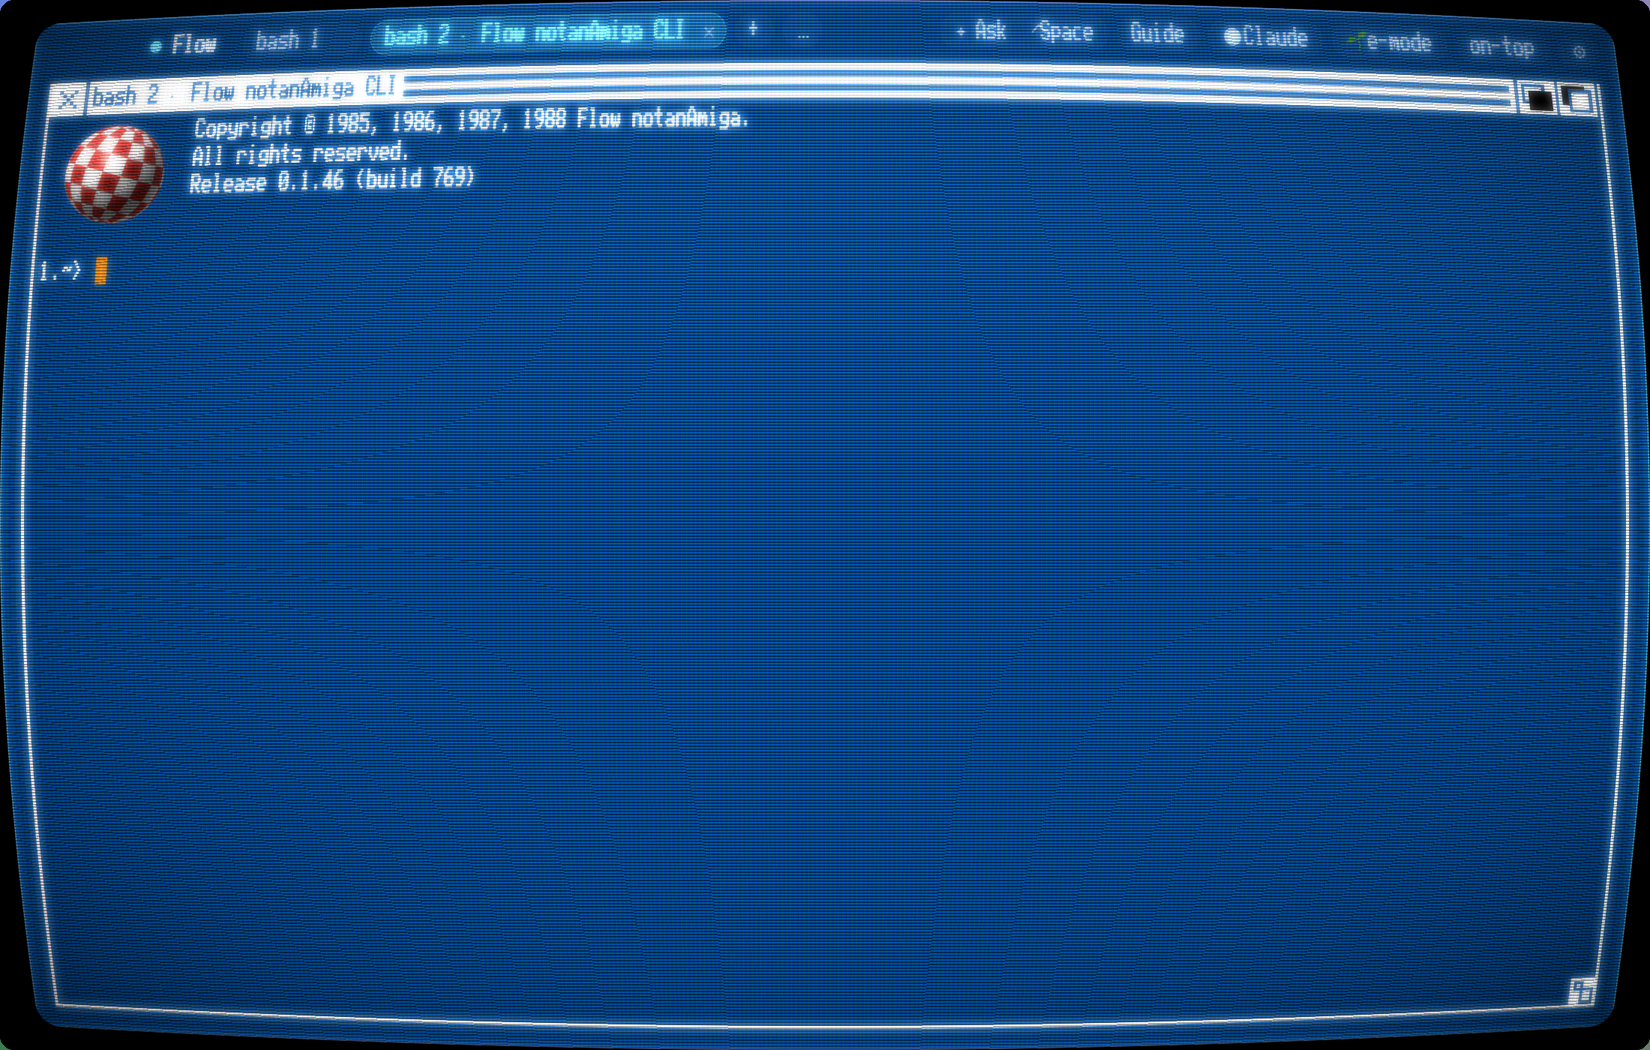 Flow bash 1 bash 2 · Flow notanAmiga CLI × + … + Ask Space Guide Claude e-mode on-top
bash 2 · Flow notanAmiga CLI
Copyright © 1985, 1986, 1987, 1988 Flow notanAmiga.
All rights reserved.
Release 0.1.46 (build 769)
1.~>